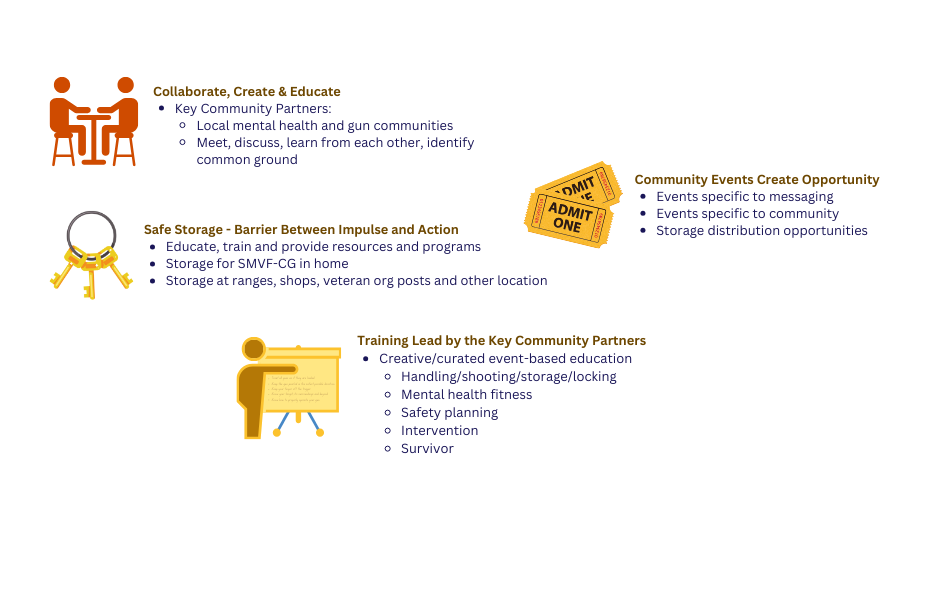 Collaborate, Create & Educate
Key Community Partners:
Local mental health and gun communities
Meet, discuss, learn from each other, identify
common ground
ADMIT
ADMIT
ONE
Community Events Create Opportunity
Events specific to messaging
Events specific to community
Storage distribution opportunities
Safe Storage - Barrier Between Impulse and Action
Educate, train and provide resources and programs
Storage for SMVF-CG in home
Storage at ranges, shops, veteran org posts and other location
Training Lead by the Key Community Partners
Creative/curated event-based education
Handling/shooting/storage/locking
Mental health fitness
Safety planning
Intervention
Survivor